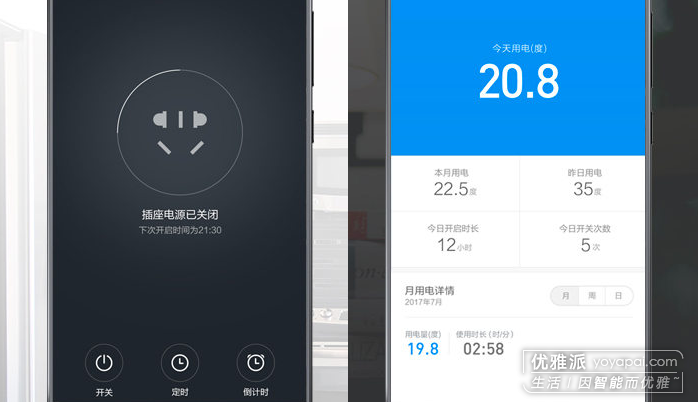 插座电源已关闭
下次开启时间为21:30
开关 定时 倒计时
今天用电(度)
20.8
本月用电 昨日用电
22.5度 35度
今日开启时长 今日开关次数
12小时 5次
月用电详情
2017年7月
月 周 日
用电量(度) 使用时长(时/分)
19.8 02:58
优雅派 yoyapai.com
生活|因智能而优雅~